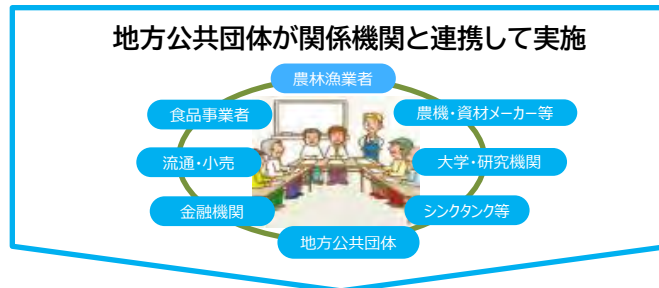 地方公共団体が関係機関と連携して実施
農林漁業者
食品事業者
農機・資材メーカー等
流通・小売
大学・研究機関
金融機関
シンクタンク等
地方公共団体